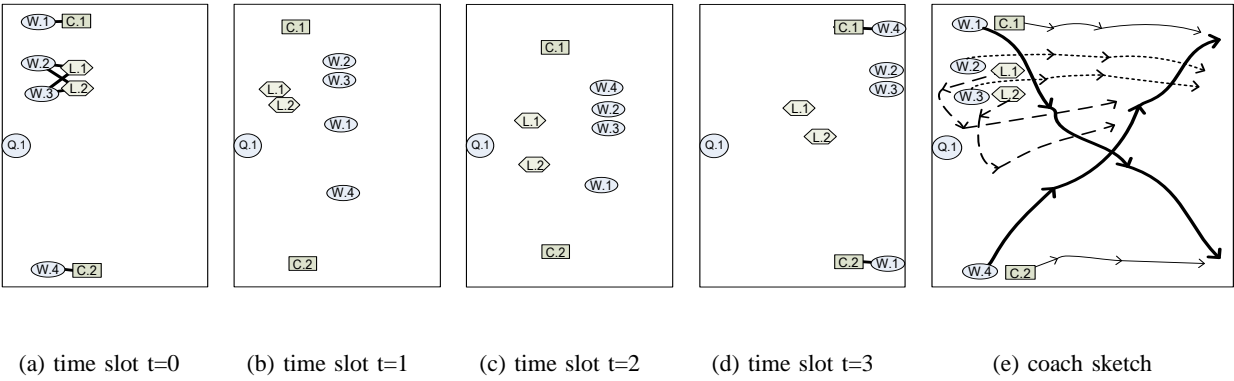 W.1 C.1
W.2 L.1
W.3 L.2
Q.1
W.4 C.2
C.1
W.2
W.3
L.1
L.2
W.1
Q.1
W.4
C.2
C.1
W.4
W.2
L.1
W.3
Q.1
L.2
W.1
C.2
C.1 W.4
W.2
W.3
L.1
L.2
Q.1
C.2 W.1
W.1 C.1
W.2 L.1
W.3 L.2
Q.1
W.4 C.2
(a) time slot t=0 (b) time slot t=1 (c) time slot t=2 (d) time slot t=3 (e) coach sketch